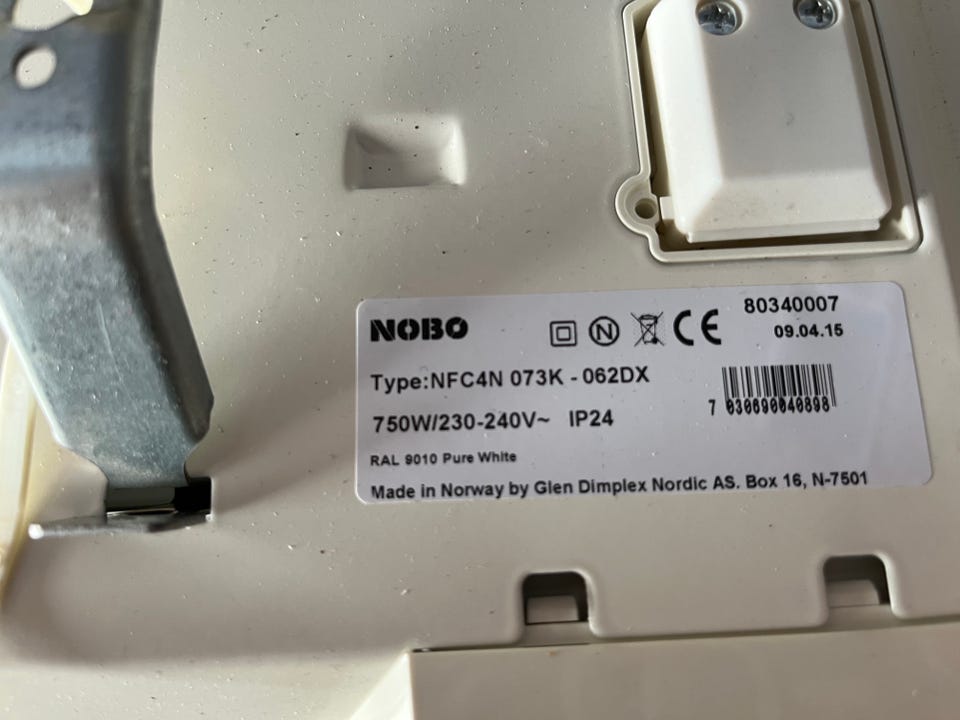 NOBO
N
CE
80340007
09.04.15
Type:NFC4N 073K - 062DX
750W/230-240V~ IP24
7 030690040898
RAL 9010 Pure White
Made in Norway by Glen Dimplex Nordic AS. Box 16, N-7501